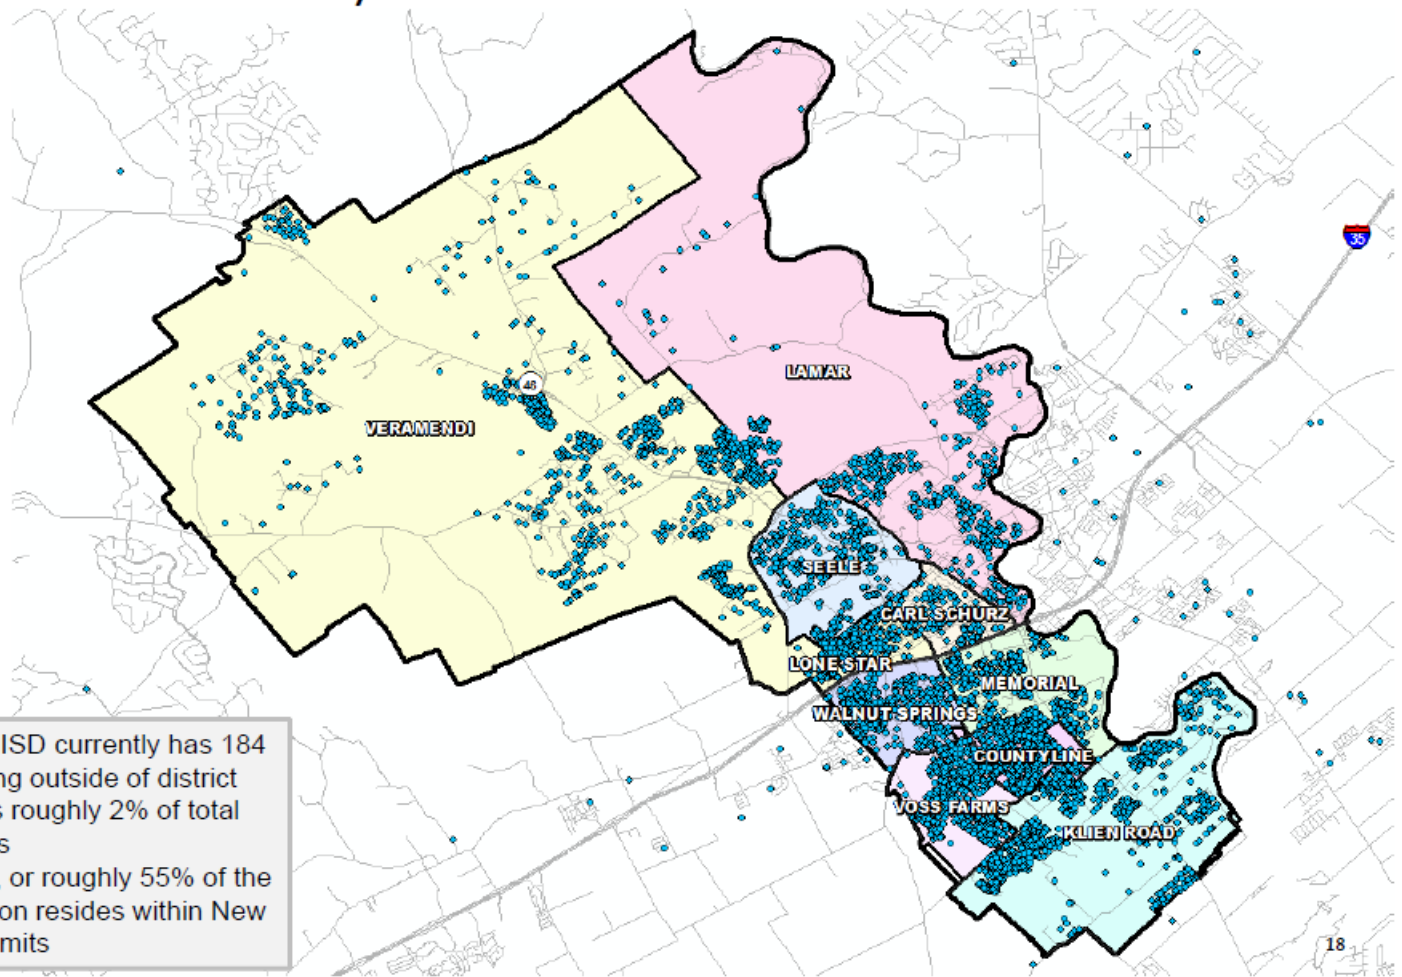 35
LAMAR
46
VERAMENDI
SEELE
CARL SCHURZ
LONE STAR
MEMORIAL
WALNUT SPRINGS
COUNTYLINE
VOSS FARMS
KLIEN ROAD
ISD currently has 184
ng outside of district
s roughly 2% of total
s
, or roughly 55% of the
on resides within New
mits
18